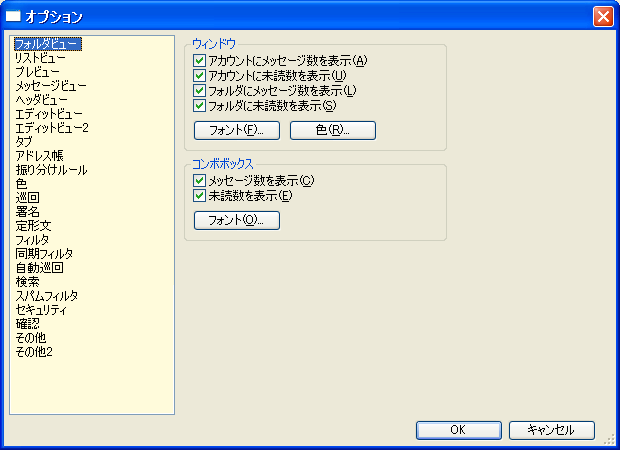 オプション
フォルダビュー
リストビュー
プレビュー
メッセージビュー
ヘッダビュー
エディットビュー
エディットビュー2
タブ
アドレス帳
振り分けルール
色
巡回
署名
定形文
フィルタ
同期フィルタ
自動巡回
検索
スパムフィルタ
セキュリティ
確認
その他
その他2
ウィンドウ
アカウントにメッセージ数を表示(A)
アカウントに未読数を表示(U)
フォルダにメッセージ数を表示(L)
フォルダに未読数を表示(S)
フォント(F)... 色(R)...
コンボボックス
メッセージ数を表示(C)
未読数を表示(E)
フォント(O)...
OK キャンセル